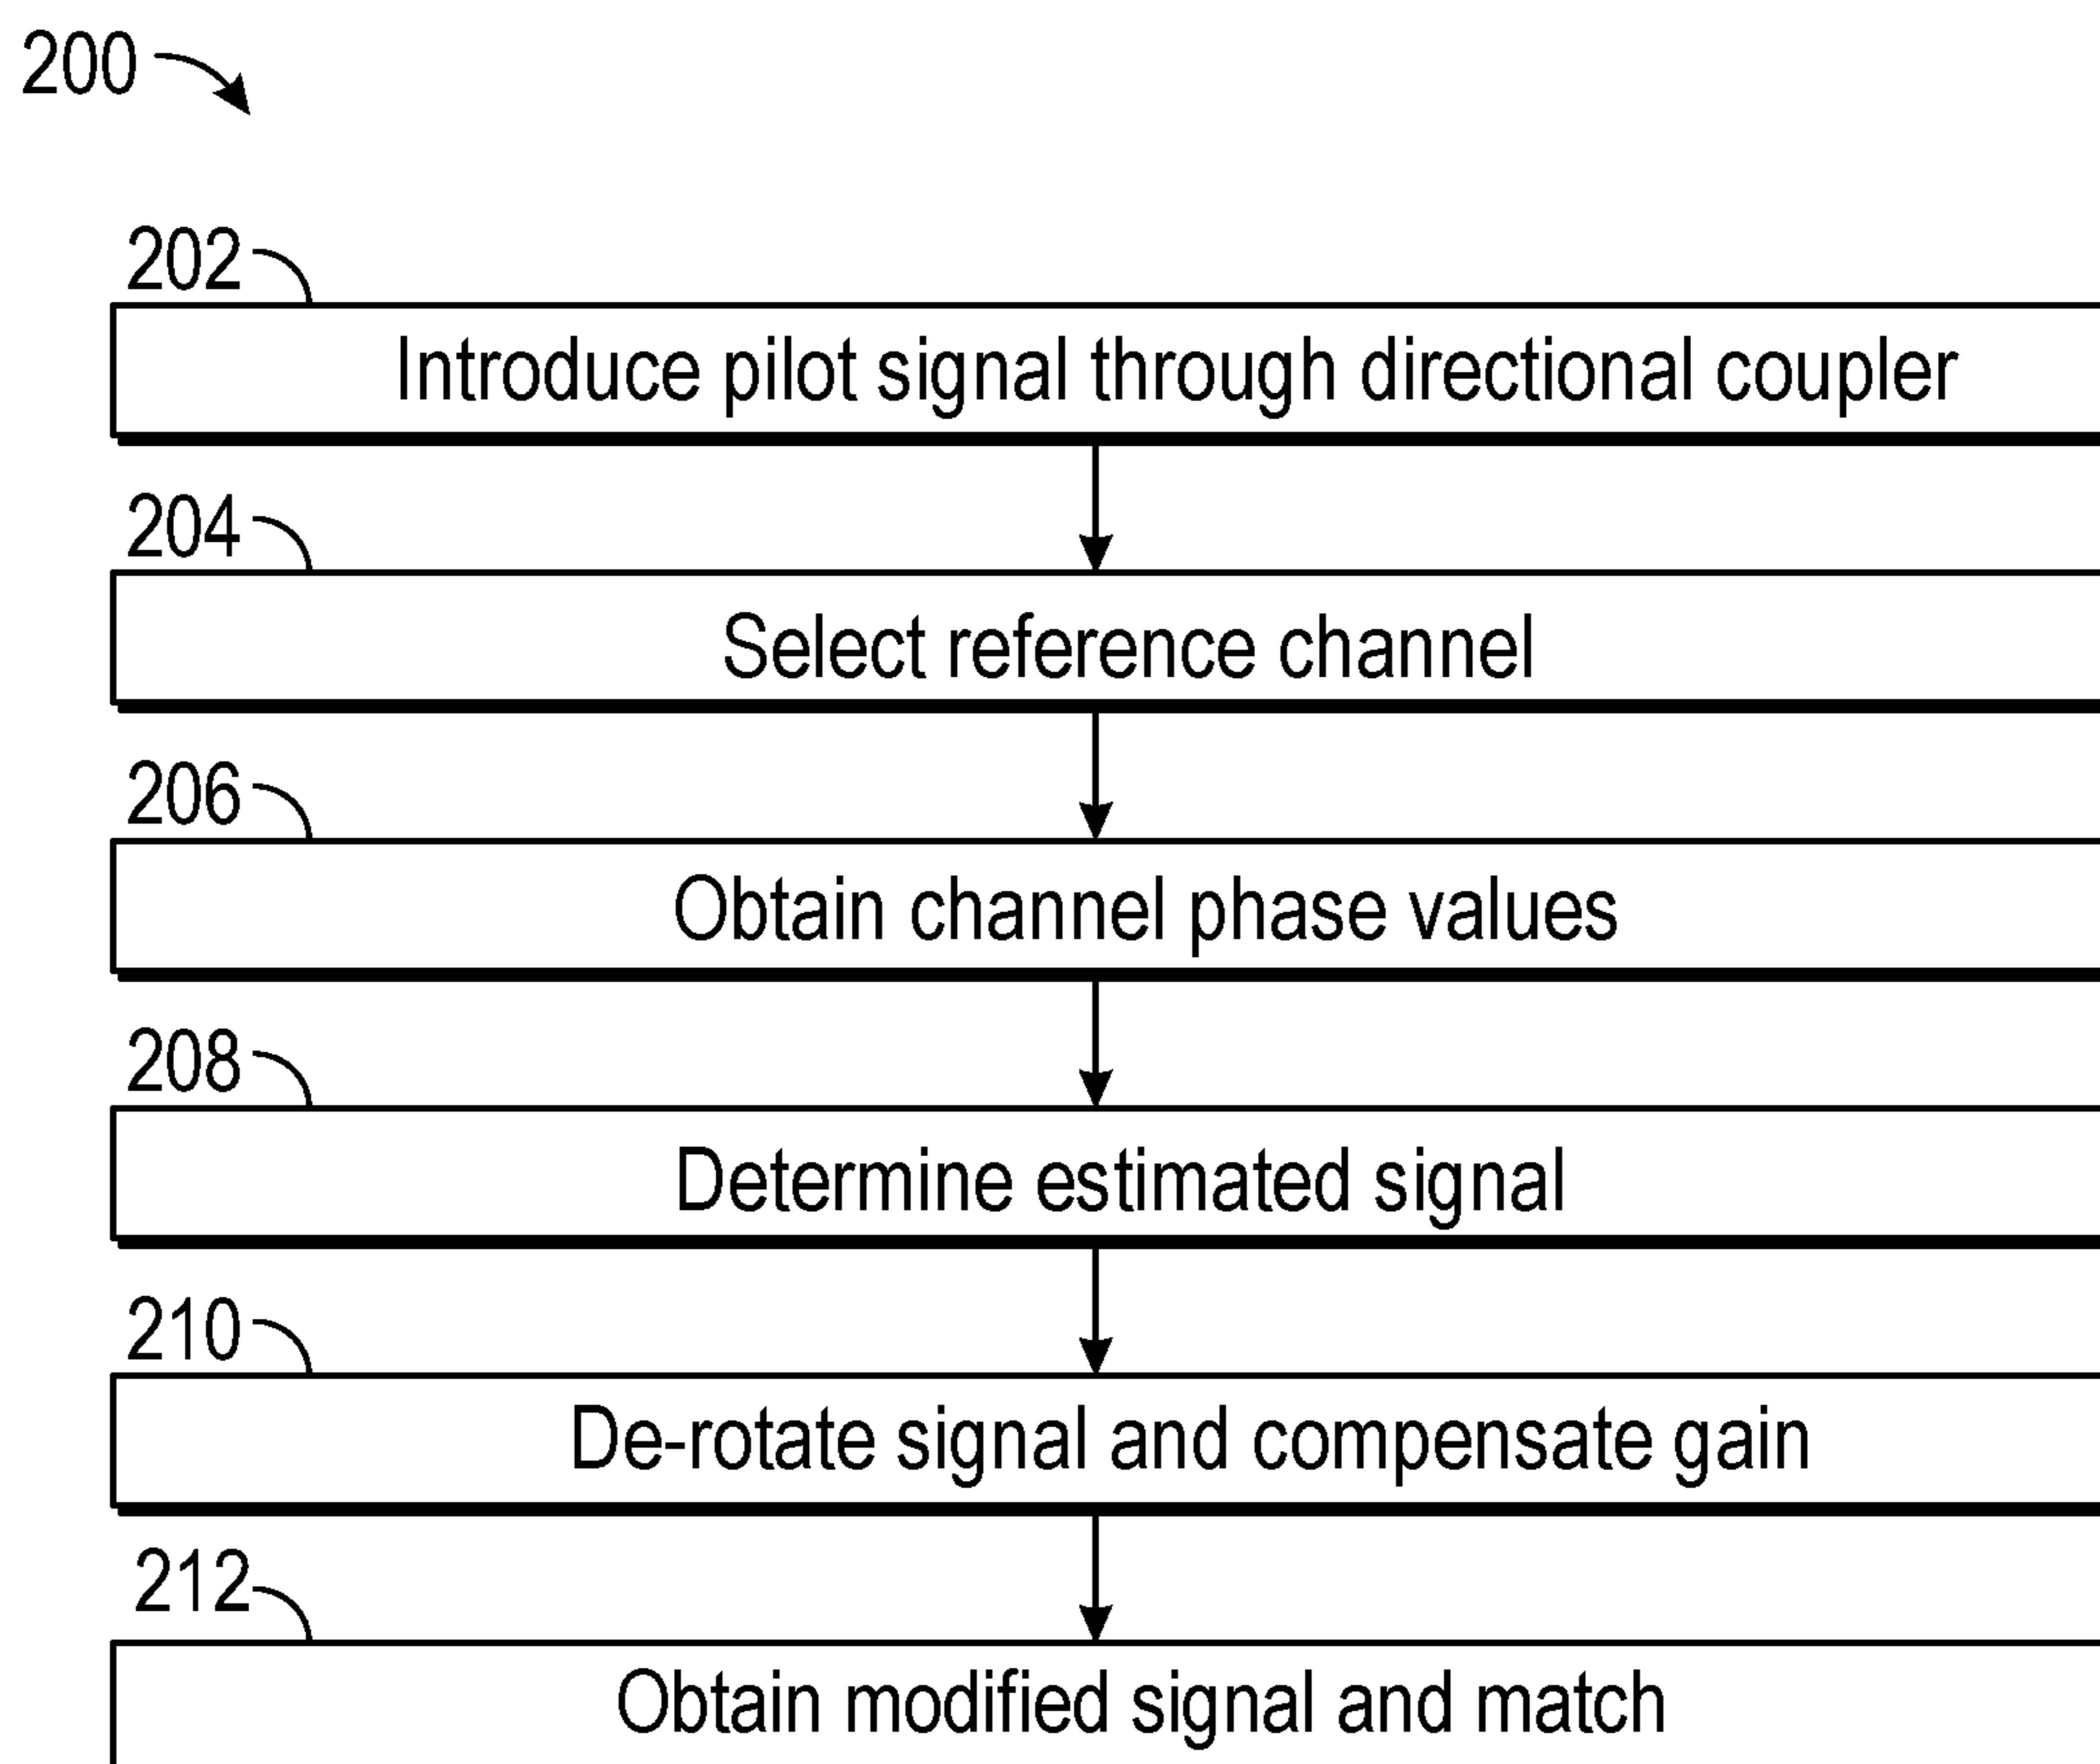 200
202
Introduce pilot signal through directional coupler
204
Select reference channel
206
Obtain channel phase values
208
Determine estimated signal
210
De-rotate signal and compensate gain
212
Obtain modified signal and match